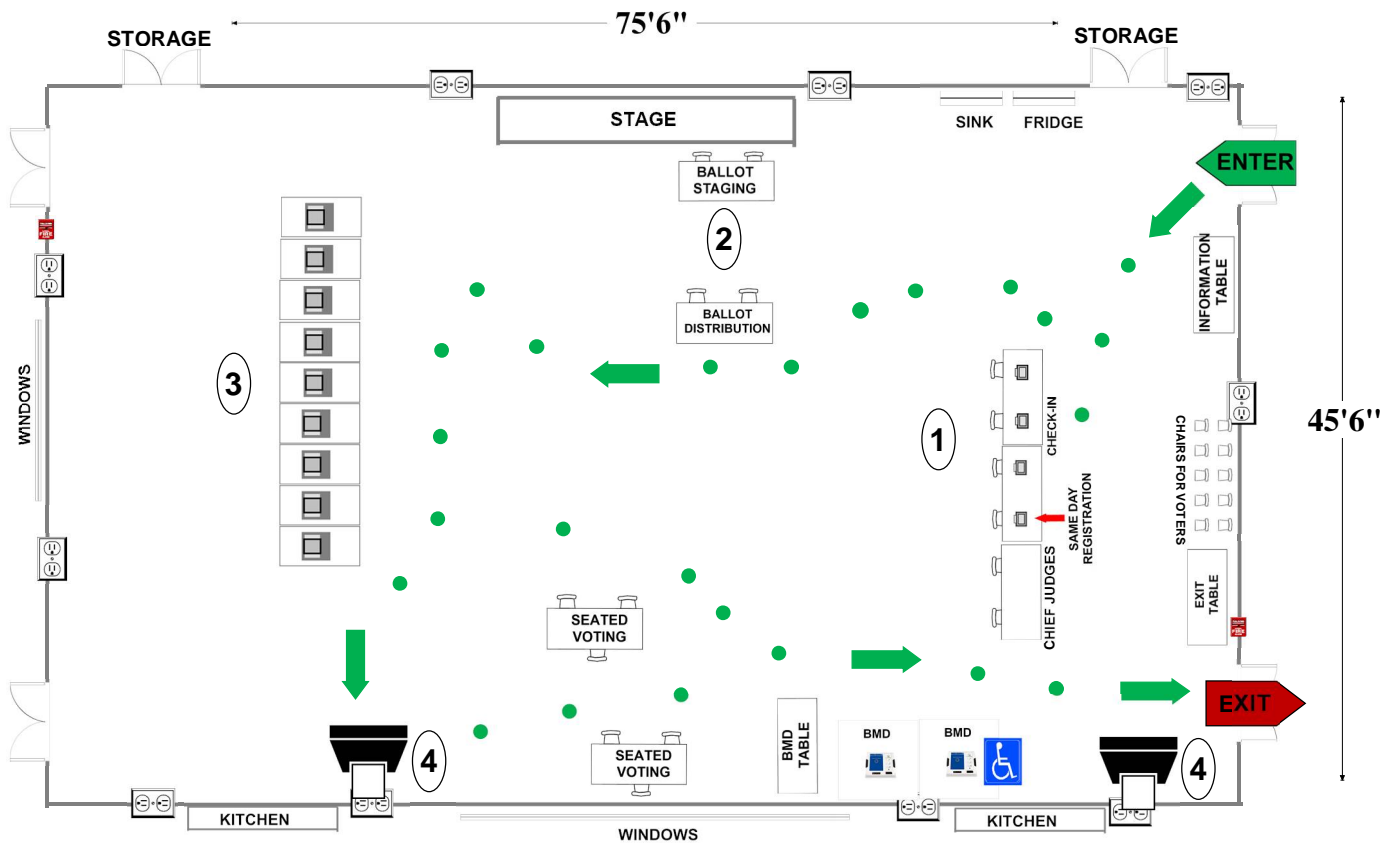 75'6"
STORAGE
STORAGE
STAGE
SINK
FRIDGE
ENTER
BALLOT
STAGING
2
INFORMATION
TABLE
BALLOT
DISTRIBUTION
3
WINDOWS
1
CHECK-IN
CHAIRS FOR VOTERS
45'6"
SAME DAY
REGISTRATION
CHIEF JUDGES
EXIT
TABLE
SEATED
VOTING
EXIT
BMD
TABLE
BMD
BMD
4
SEATED
VOTING
4
KITCHEN
WINDOWS
KITCHEN